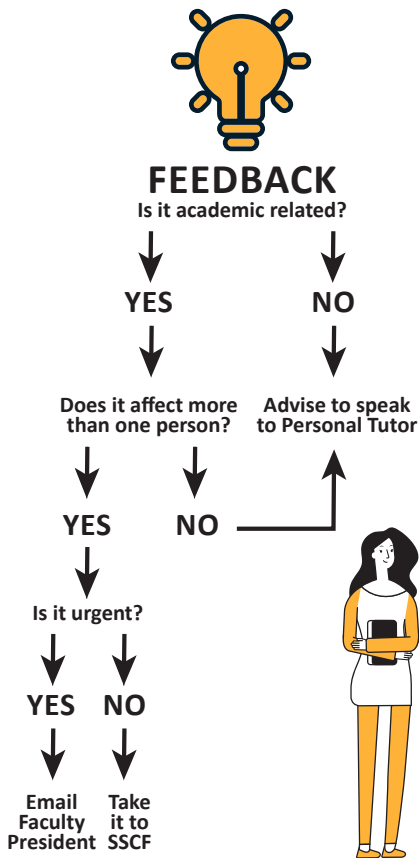 FEEDBACK
Is it academic related?
YES
NO
Does it affect more
than one person?
Advise to speak
to Personal Tutor
YES
NO
Is it urgent?
YES
NO
Email
Faculty
President
Take
it to
SSCF